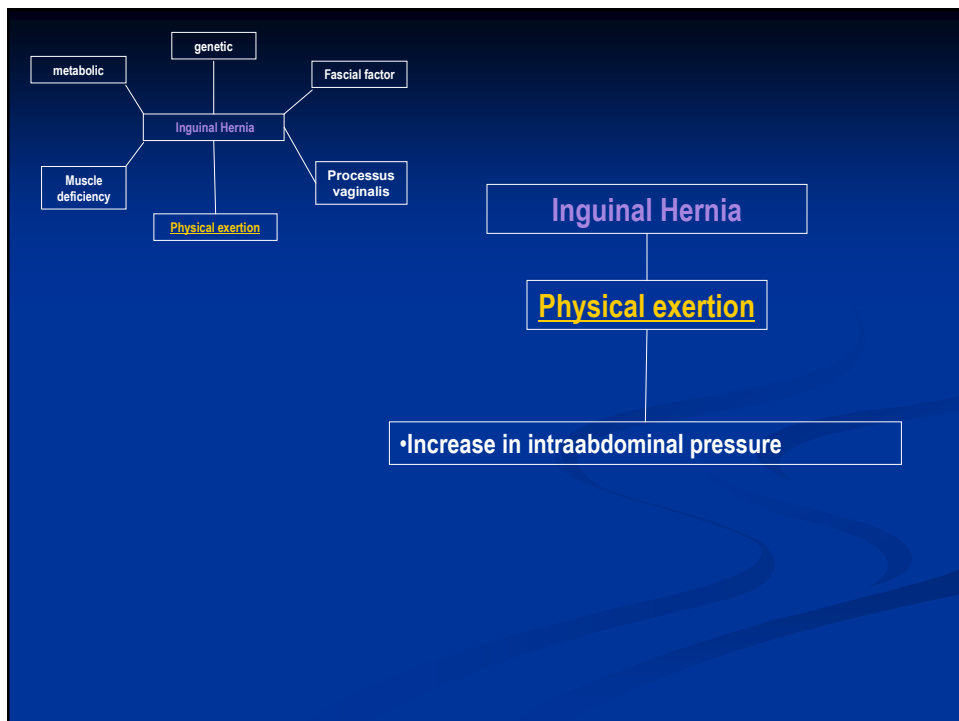 genetic
metabolic
Fascial factor
Inguinal Hernia
Muscle
deficiency
Processus
vaginalis
Physical exertion
Inguinal Hernia
Physical exertion
•Increase in intraabdominal pressure